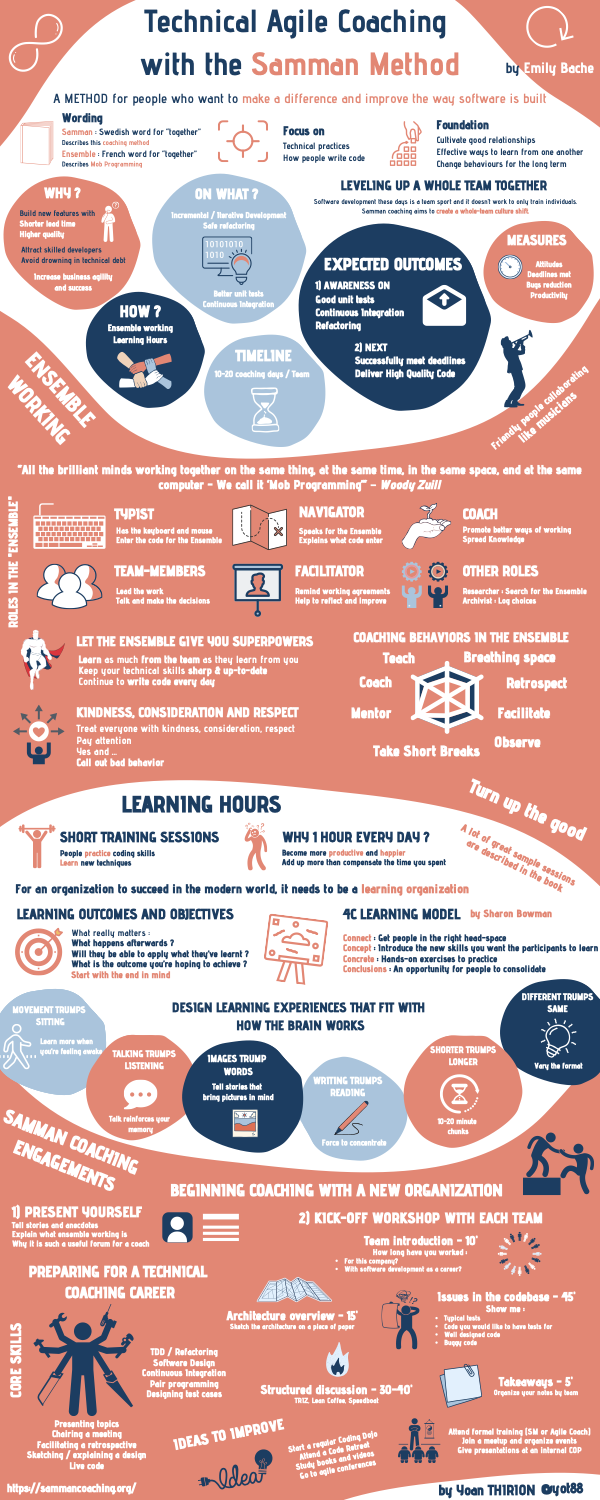 Technical Agile Coaching
with the Samman Method
by Emily Bache
A METHOD for people who want to make a difference and improve the way software is built
Wording
Samman : Swedish word for "together"
Describes this coaching method
Ensemble : French word for "together"
Describes Mob Programming
Focus on
Technical practices
How people write code
Foundation
Cultivate good relationships
Effective ways to learn from one another
Change behaviours for the long term
WHY ?
Build new features with
Shorter lead time
Higher quality
Attract skilled developers
Avoid drowning in technical debt
Increase business agility
and success
ON WHAT ?
Incremental / Iterative Development
Safe refactoring
10101010
1010
Better unit tests
Continuous Integration
LEVELING UP A WHOLE TEAM TOGETHER
Software development these days is a team sport and it doesn't work to only train individuals.
Samman coaching aims to create a whole-team culture shift.
EXPECTED OUTCOMES
1) AWARENESS ON
Good unit tests
Continuous Integration
Refactoring
2) NEXT
Successfully meet deadlines
Deliver High Quality Code
MEASURES
Attitudes
Deadlines met
Bugs reduction
Productivity
HOW ?
Ensemble working
Learning Hours
TIMELINE
10-20 coaching days / Team
ENSEMBLE
WORKING
Friendly people collaborating
like musicians
"All the brilliant minds working together on the same thing, at the same time, in the same space, and at the same
computer - We call it 'Mob Programming'" - Woody Zuill
ROLES IN THE "ENSEMBLE"
TYPIST
Has the keyboard and mouse
Enter the code for the Ensemble
NAVIGATOR
Speaks for the Ensemble
Explains what code enter
COACH
Promote better ways of working
Spread Knowledge
TEAM-MEMBERS
Lead the work
Talk and make the decisions
FACILITATOR
Remind working agreements
Help to reflect and improve
OTHER ROLES
Researcher : Search for the Ensemble
Archivist : Log choices
LET THE ENSEMBLE GIVE YOU SUPERPOWERS
Learn as much from the team as they learn from you
Keep your technical skills sharp & up-to-date
Continue to write code every day
KINDNESS, CONSIDERATION AND RESPECT
Treat everyone with kindness, consideration, respect
Pay attention
Yes and ...
Call out bad behavior
COACHING BEHAVIORS IN THE ENSEMBLE
Teach
Breathing space
Coach
Retrospect
Mentor
Facilitate
Observe
Take Short Breaks
Turn up the good
LEARNING HOURS
SHORT TRAINING SESSIONS
People practice coding skills
Learn new techniques
WHY 1 HOUR EVERY DAY ?
Become more productive and happier
Add up more than compensate the time you spent
A lot of great sample sessions
are described in the book
For an organization to succeed in the modern world, it needs to be a learning organization
LEARNING OUTCOMES AND OBJECTIVES
What really matters :
What happens afterwards ?
Will they be able to apply what they've learnt ?
What is the outcome you're hoping to achieve ?
Start with the end in mind
4C LEARNING MODEL by Sharon Bowman
Connect : Get people in the right head-space
Concept : Introduce the new skills you want the participants to learn
Concrete : Hands-on exercises to practice
Conclusions : An opportunity for people to consolidate
DESIGN LEARNING EXPERIENCES THAT FIT WITH
HOW THE BRAIN WORKS
MOVEMENT TRUMPS
SITTING
Learn more when
you're feeling awake
TALKING TRUMPS
LISTENING
Talk reinforces your
memory
IMAGES TRUMP
WORDS
Tell stories that
bring pictures in mind
WRITING TRUMPS
READING
Force to concentrate
SHORTER TRUMPS
LONGER
10-20 minute
chunks
DIFFERENT TRUMPS
SAME
Vary the format
SAMMAN COACHING
ENGAGEMENTS
BEGINNING COACHING WITH A NEW ORGANIZATION
1) PRESENT YOURSELF
Tell stories and anecdotes
Explain what ensemble working is
Why it is such a useful forum for a coach
2) KICK-OFF WORKSHOP WITH EACH TEAM
Team introduction - 10'
How long have you worked :
• For this company?
• With software development as a career?
Architecture overview - 15'
Sketch the architecture on a piece of paper
Issues in the codebase - 45'
Show me :
• Typical tests
• Code you would like to have tests for
• Well designed code
• Buggy code
Structured discussion - 30-40'
TRIZ, Lean Coffee, Speedboat
Takeaways - 5'
Organize your notes by team
PREPARING FOR A TECHNICAL
COACHING CAREER
CORE SKILLS
TDD / Refactoring
Software Design
Continuous Integration
Pair programming
Designing test cases
Presenting topics
Chairing a meeting
Facilitating a retrospective
Sketching / explaining a design
Live code
IDEAS TO IMPROVE
Idea
Start a regular Coding Dojo
Attend a Code Retreat
Study books and videos
Go to agile conferences
Attend formal training (SM or Agile Coach)
Join a meetup and organize events
Give presentations at an internal COP
https://sammancoaching.org/
by Yoan THIRION @yot88